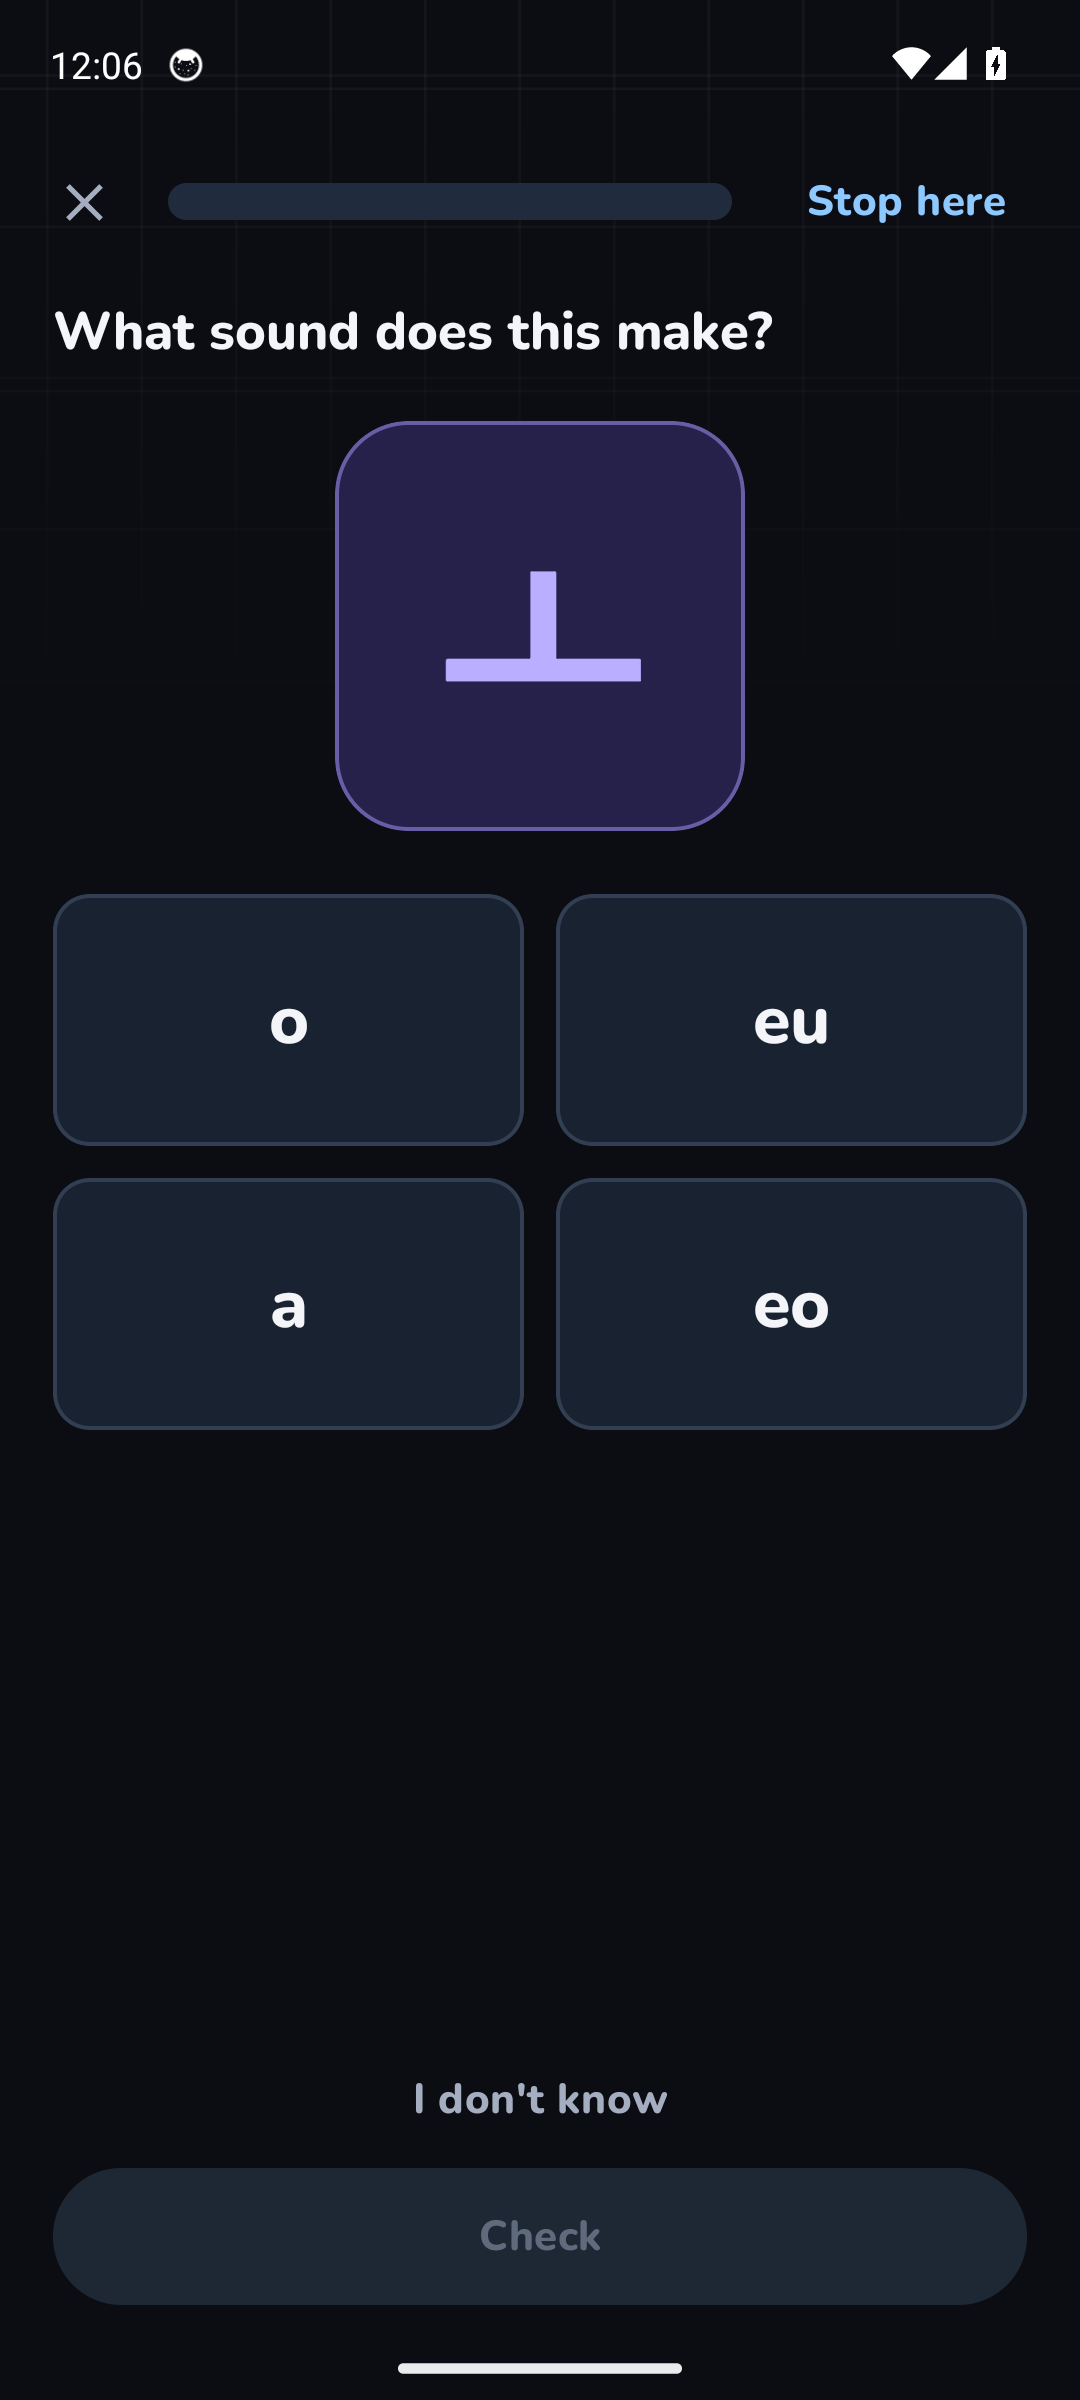 12:06
Stop here
What sound does this make?
ㅗ
o
eu
a
eo
I don't know
Check